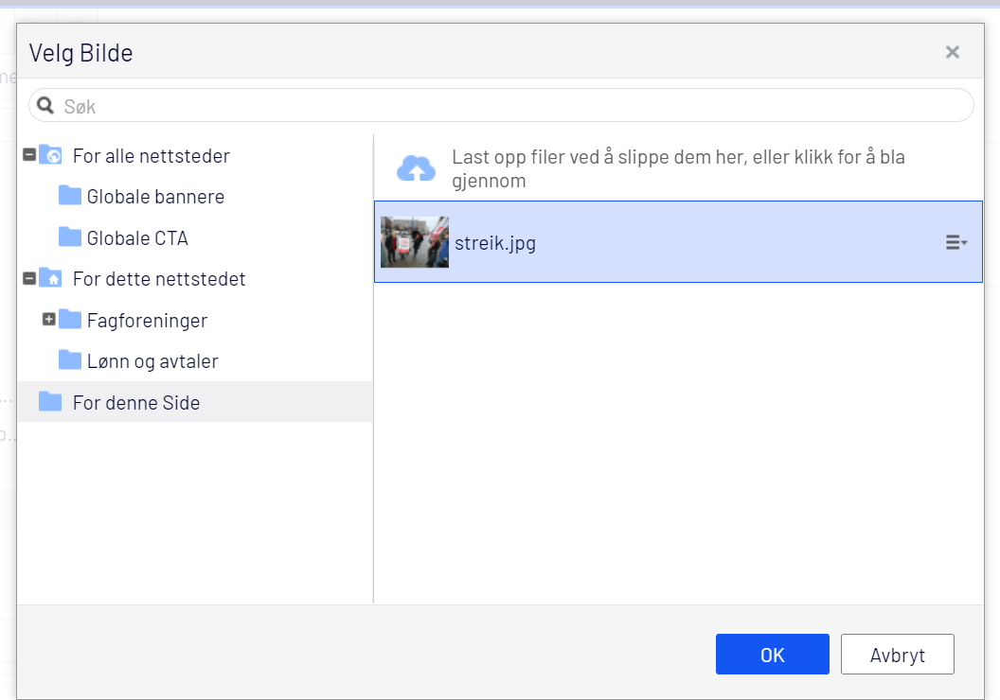 Velg Bilde
Søk
For alle nettsteder
Globale bannere
Globale CTA
For dette nettstedet
Fagforeninger
Lønn og avtaler
For denne Side
Last opp filer ved å slippe dem her, eller klikk for å bla
gjennom
streik.jpg
OK
Avbryt